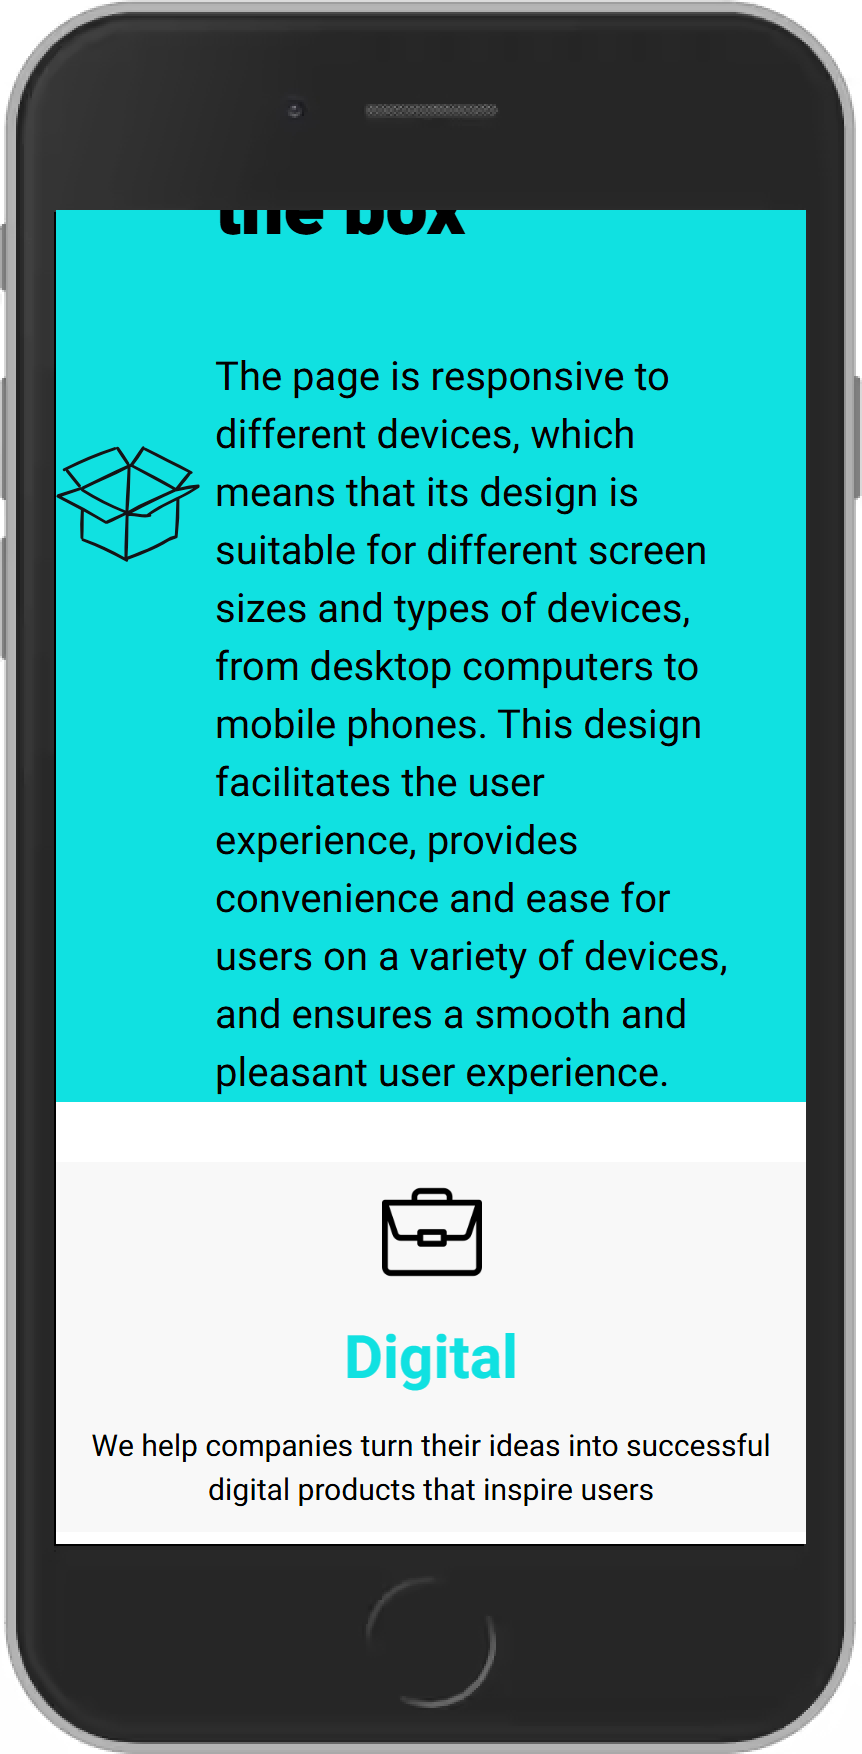 the box
The page is responsive to
different devices, which
means that its design is
suitable for different screen
sizes and types of devices,
from desktop computers to
mobile phones. This design
facilitates the user
experience, provides
convenience and ease for
users on a variety of devices,
and ensures a smooth and
pleasant user experience.
Digital
We help companies turn their ideas into successful
digital products that inspire users